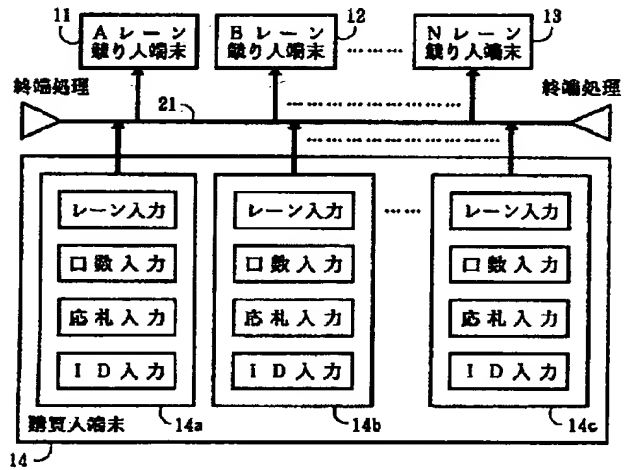 11
Aレーン
競り人端末
12
Bレーン
競り人端末
………
13
Nレーン
競り人端末
終端処理
21
終端処理
レーン入力
口数入力
応札入力
ID入力
14a
レーン入力
口数入力
応札入力
ID入力
14b
……
レーン入力
口数入力
応札入力
ID入力
14c
購買人端末
14